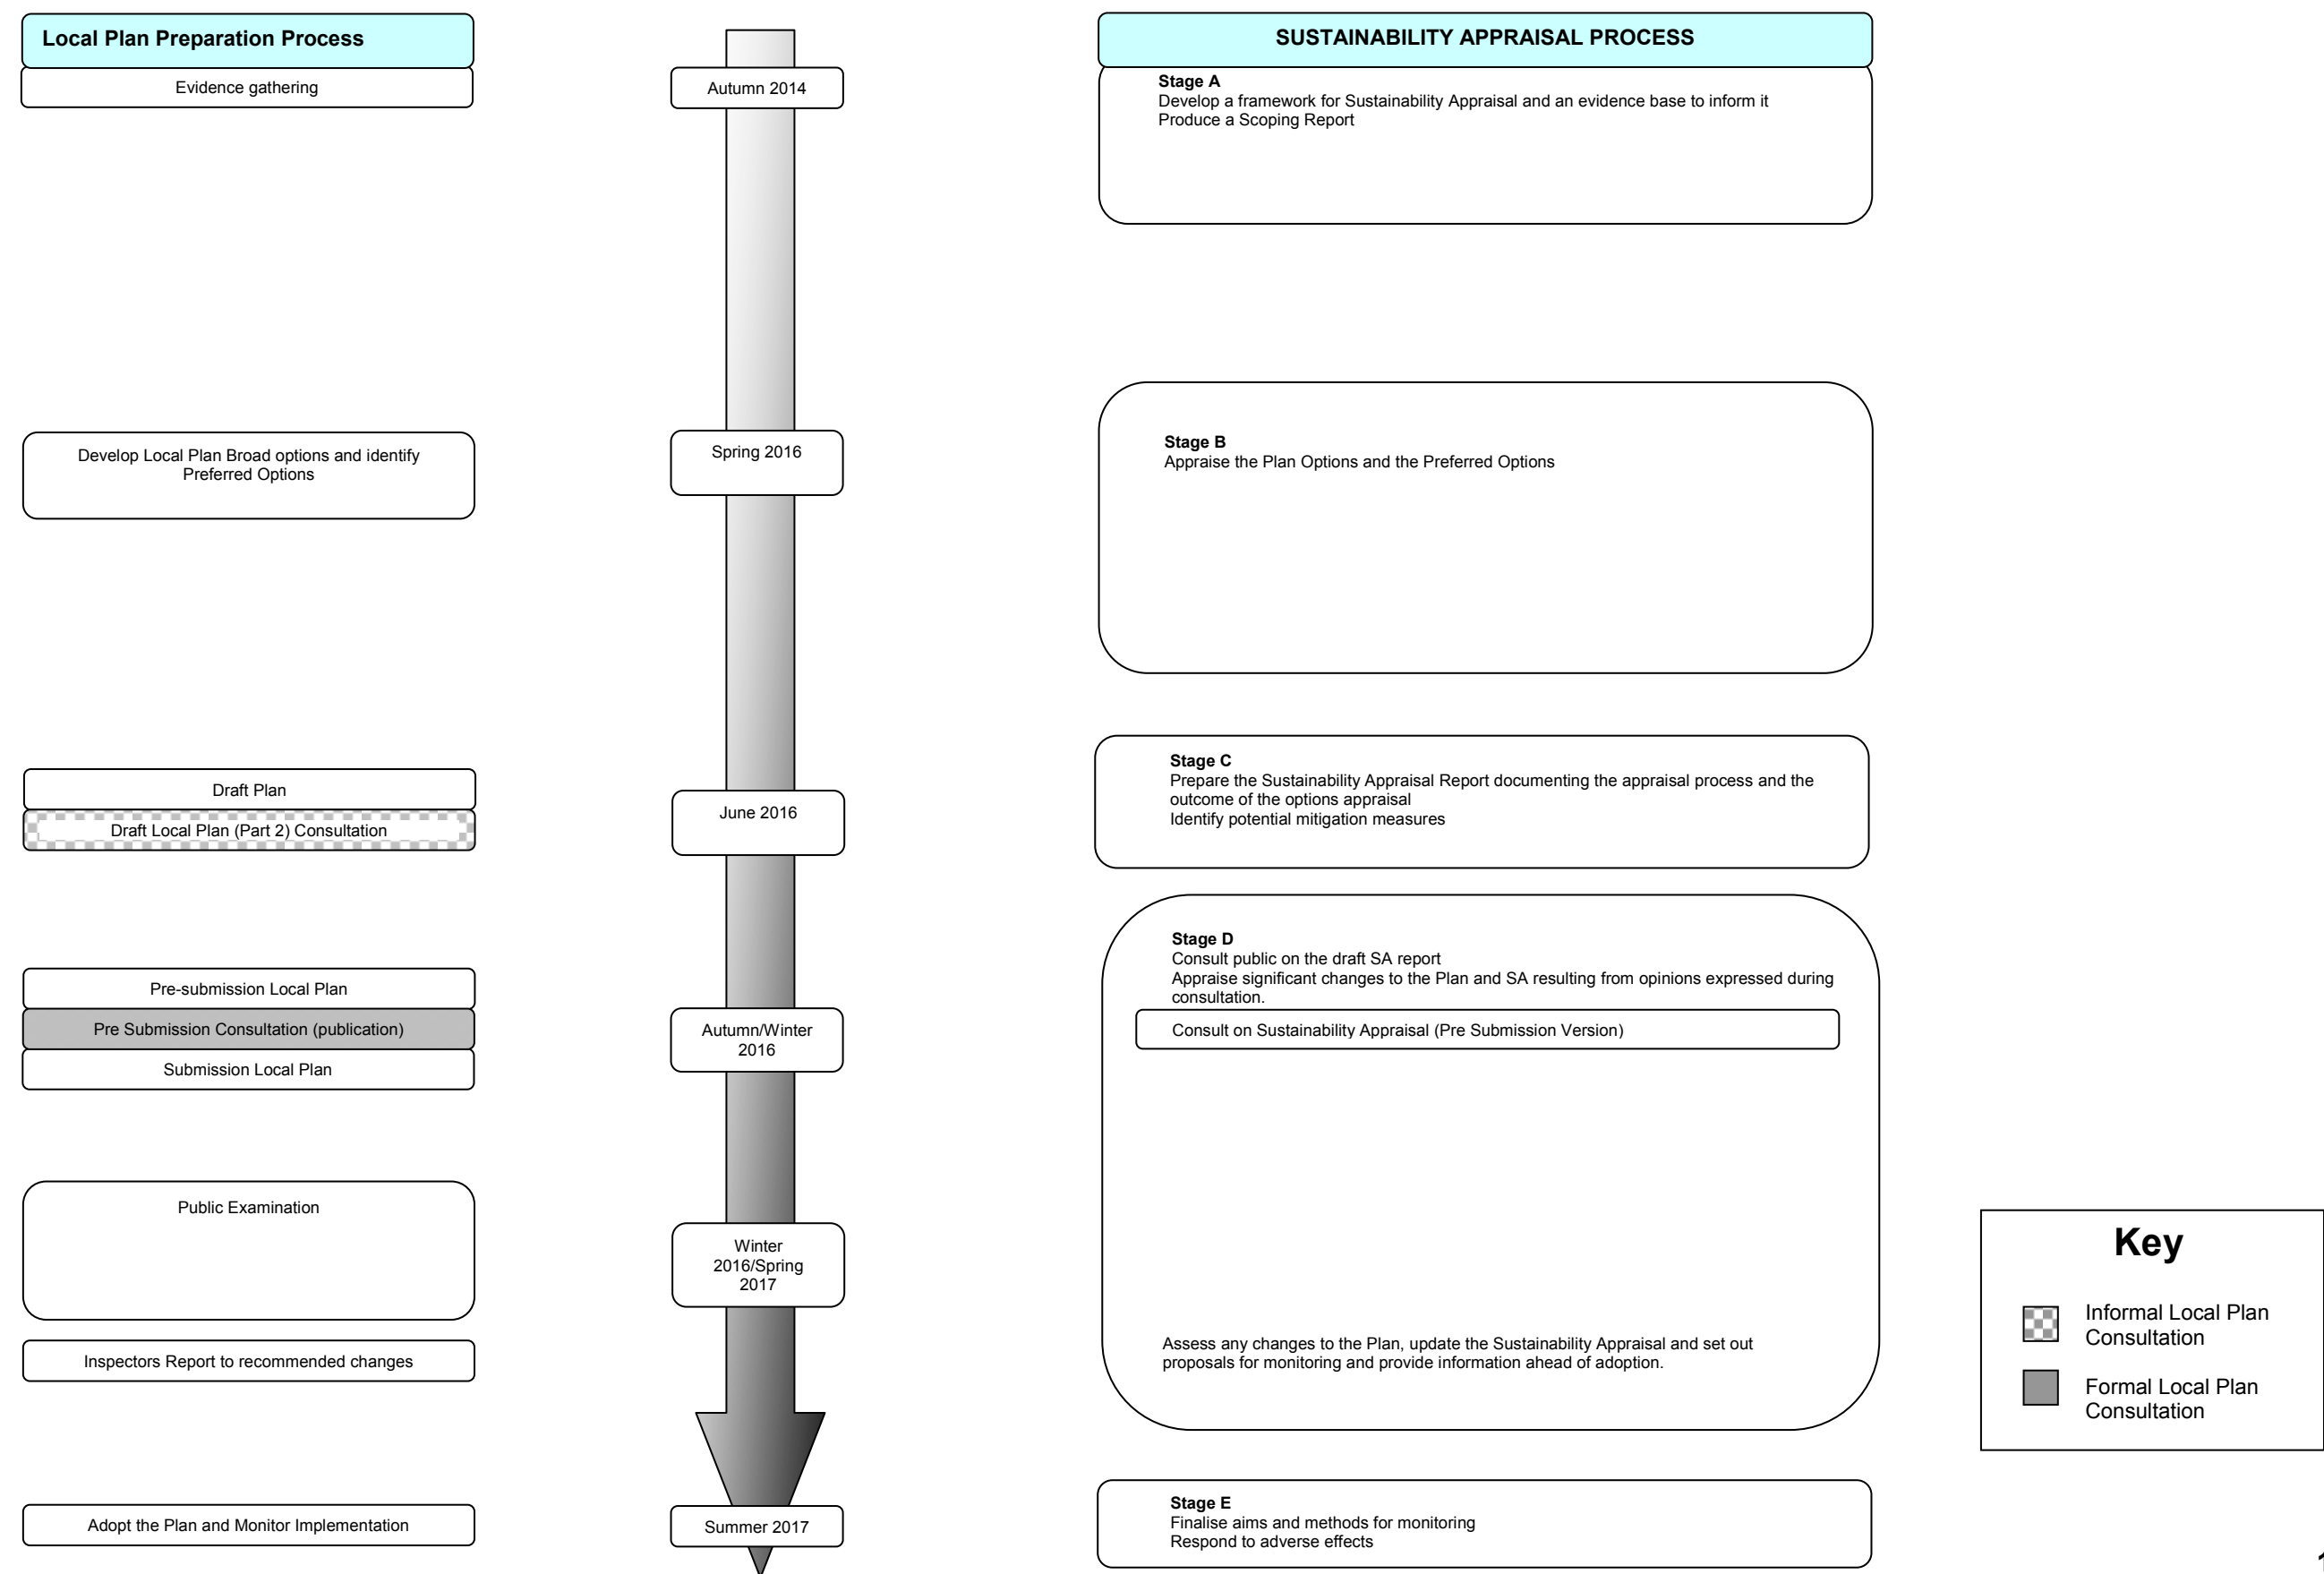 Local Plan Preparation Process
Evidence gathering
Develop Local Plan Broad options and identify
Preferred Options
Draft Plan
Draft Local Plan (Part 2) Consultation
Pre-submission Local Plan
Pre Submission Consultation (publication)
Submission Local Plan
Public Examination
Inspectors Report to recommended changes
Adopt the Plan and Monitor Implementation
Autumn 2014
Spring 2016
June 2016
Autumn/Winter
2016
Winter
2016/Spring
2017
Summer 2017
SUSTAINABILITY APPRAISAL PROCESS
Stage A
Develop a framework for Sustainability Appraisal and an evidence base to inform it
Produce a Scoping Report
Stage B
Appraise the Plan Options and the Preferred Options
Stage C
Prepare the Sustainability Appraisal Report documenting the appraisal process and the
outcome of the options appraisal
Identify potential mitigation measures
Stage D
Consult public on the draft SA report
Appraise significant changes to the Plan and SA resulting from opinions expressed during
consultation.
Consult on Sustainability Appraisal (Pre Submission Version)
Assess any changes to the Plan, update the Sustainability Appraisal and set out
proposals for monitoring and provide information ahead of adoption.
Stage E
Finalise aims and methods for monitoring
Respond to adverse effects
Key
Informal Local Plan
Consultation
Formal Local Plan
Consultation